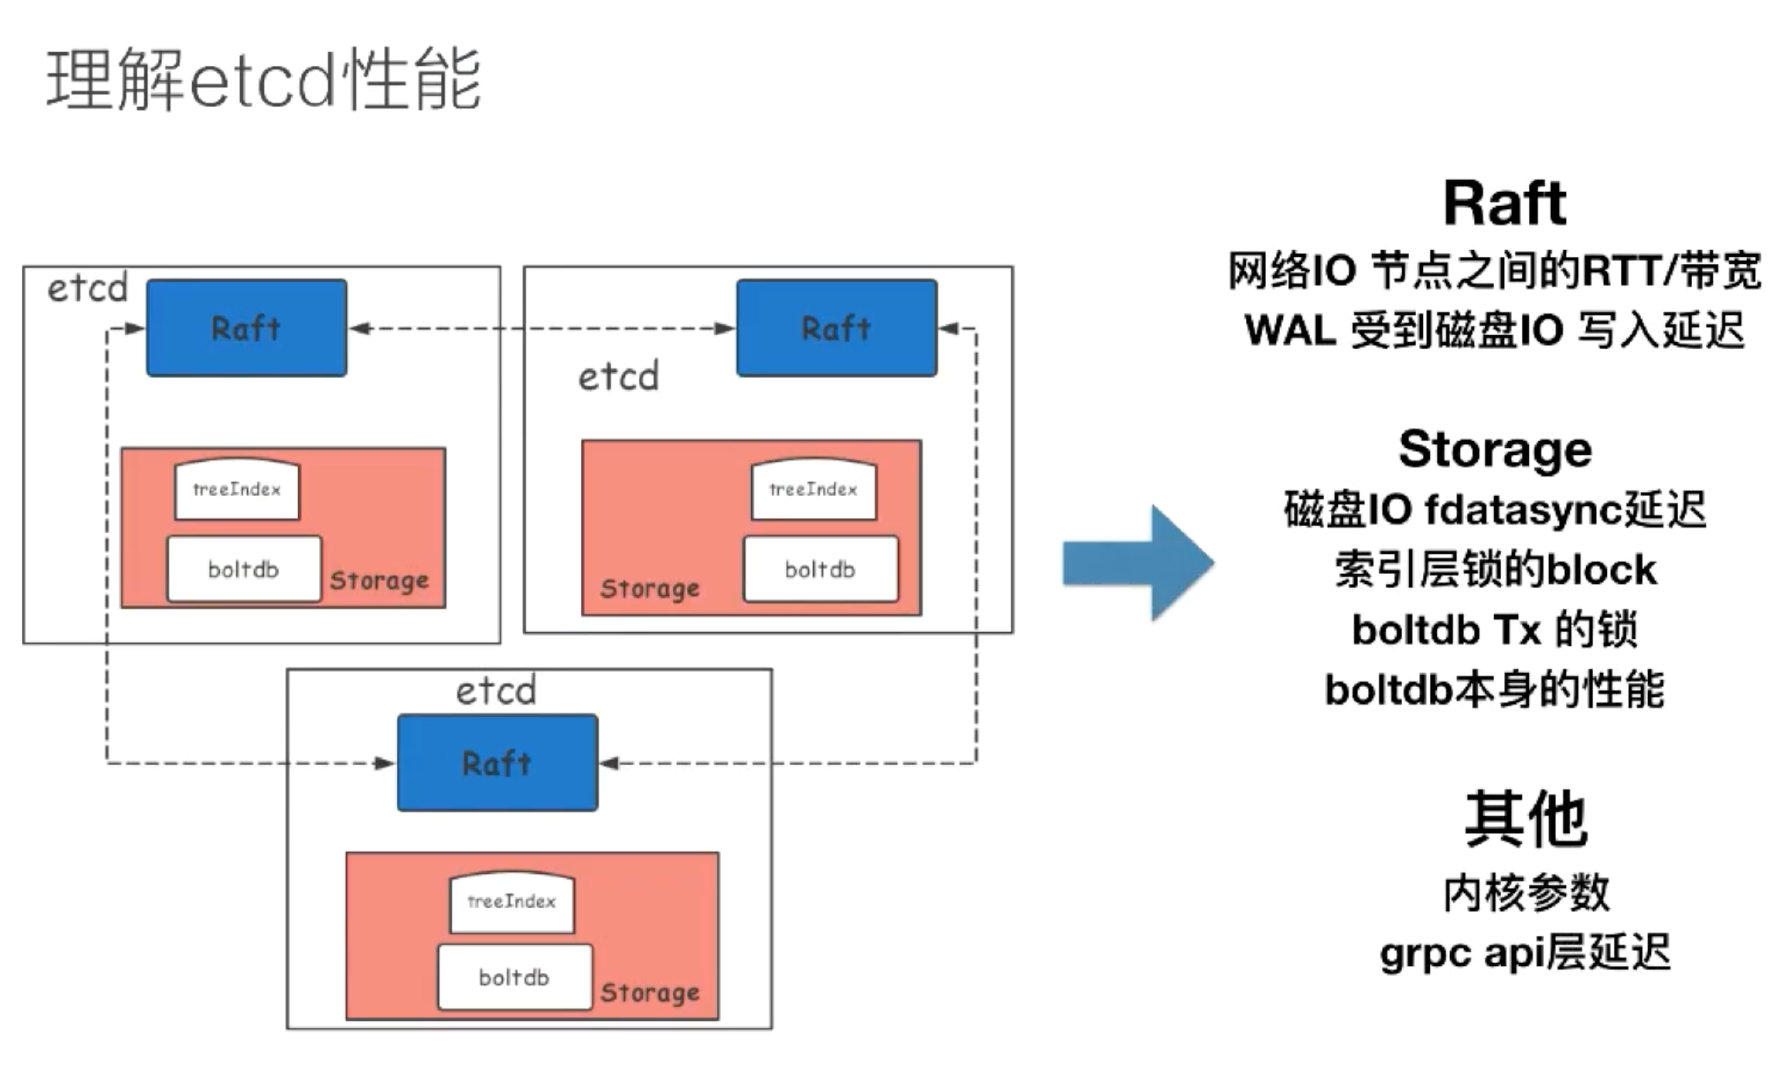 理解etcd性能
etcd
Raft
treeIndex
boltdb
Storage
Raft
etcd
treeIndex
boltdb
Storage
etcd
Raft
treeIndex
boltdb
Storage
Raft
网络IO 节点之间的RTT/带宽
WAL 受到磁盘IO 写入延迟
Storage
磁盘IO fdatasync延迟
索引层锁的block
boltdb Tx 的锁
boltdb本身的性能
其他
内核参数
grpc api层延迟